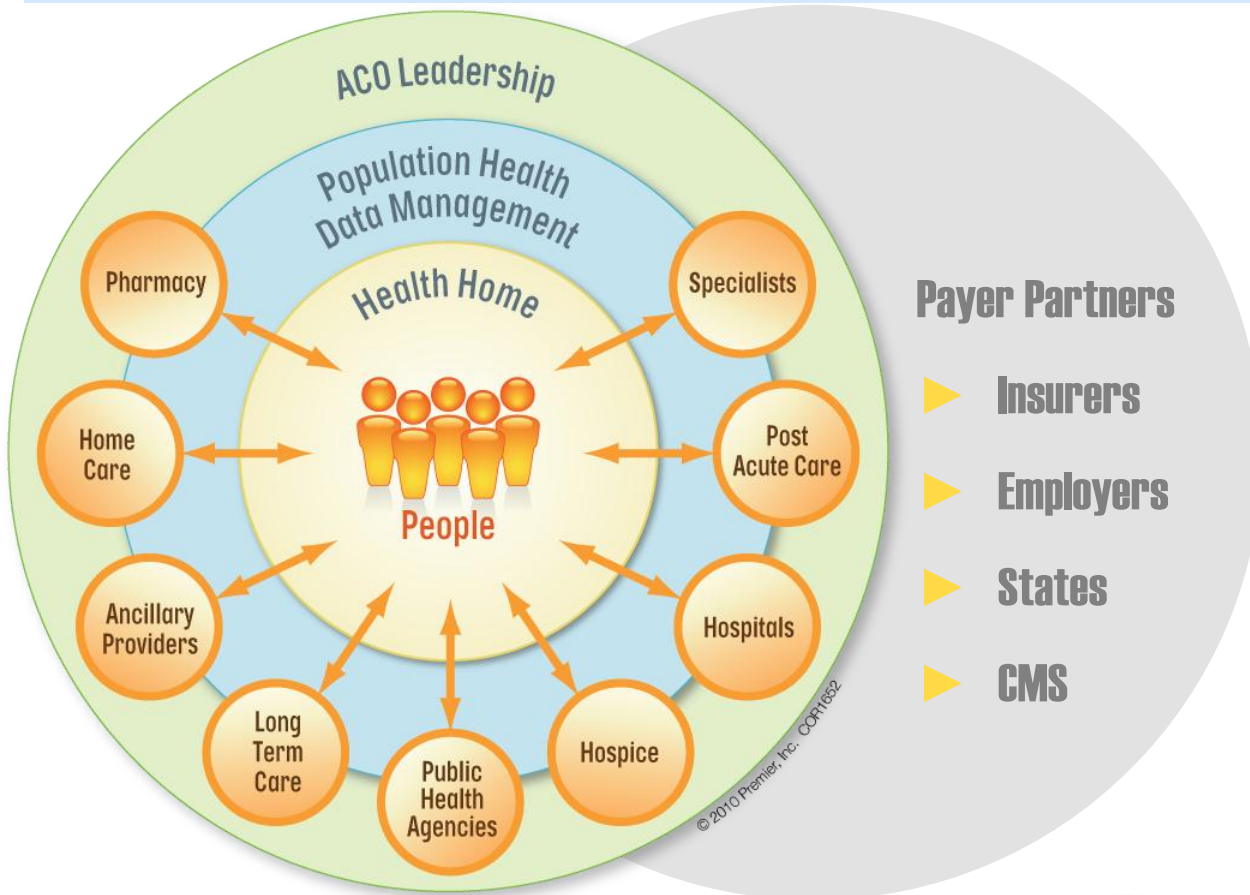 ACO Leadership
Population Health
Data Management
Health Home
Pharmacy
Specialists
Home
Care
Post
Acute Care
People
Ancillary
Providers
Hospitals
Long
Term
Care
Public
Health
Agencies
Hospice
© 2010 Premier, Inc. COR1652
Payer Partners
Insurers
Employers
States
CMS